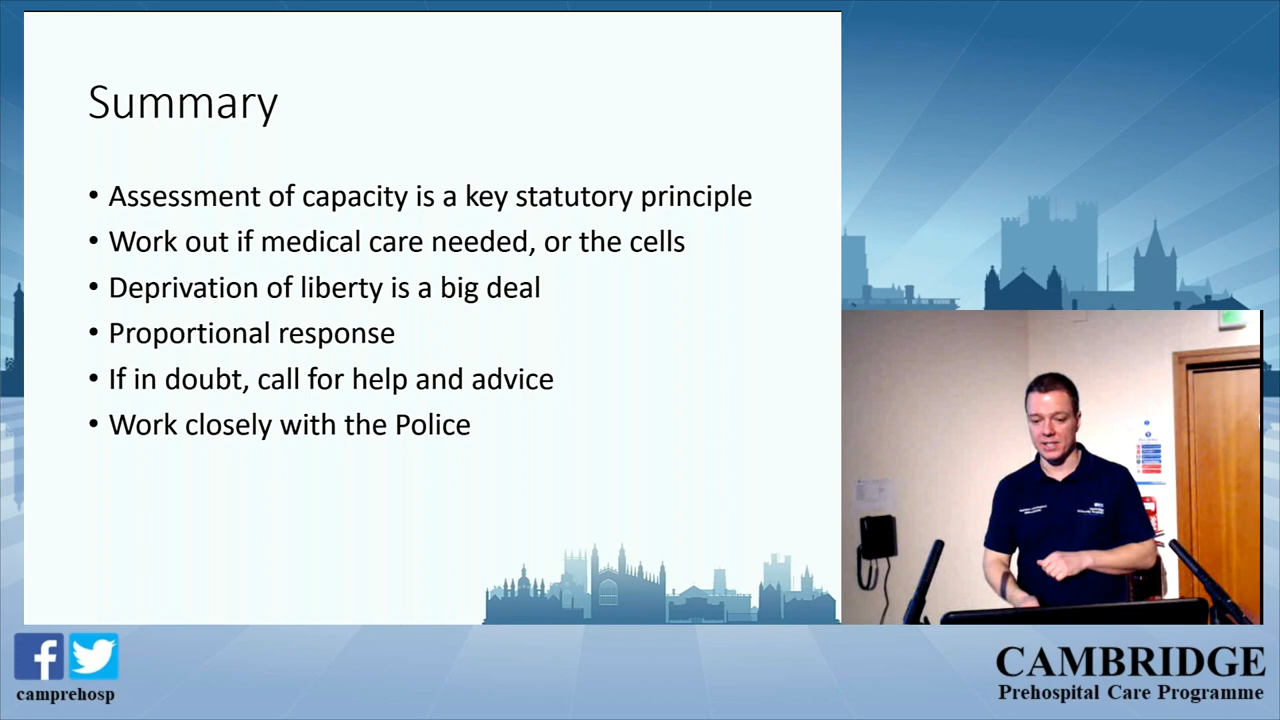 Summary
• Assessment of capacity is a key statutory principle
• Work out if medical care needed, or the cells
• Deprivation of liberty is a big deal
• Proportional response
• If in doubt, call for help and advice
• Work closely with the Police
camprehosp
CAMBRIDGE
Prehospital Care Programme